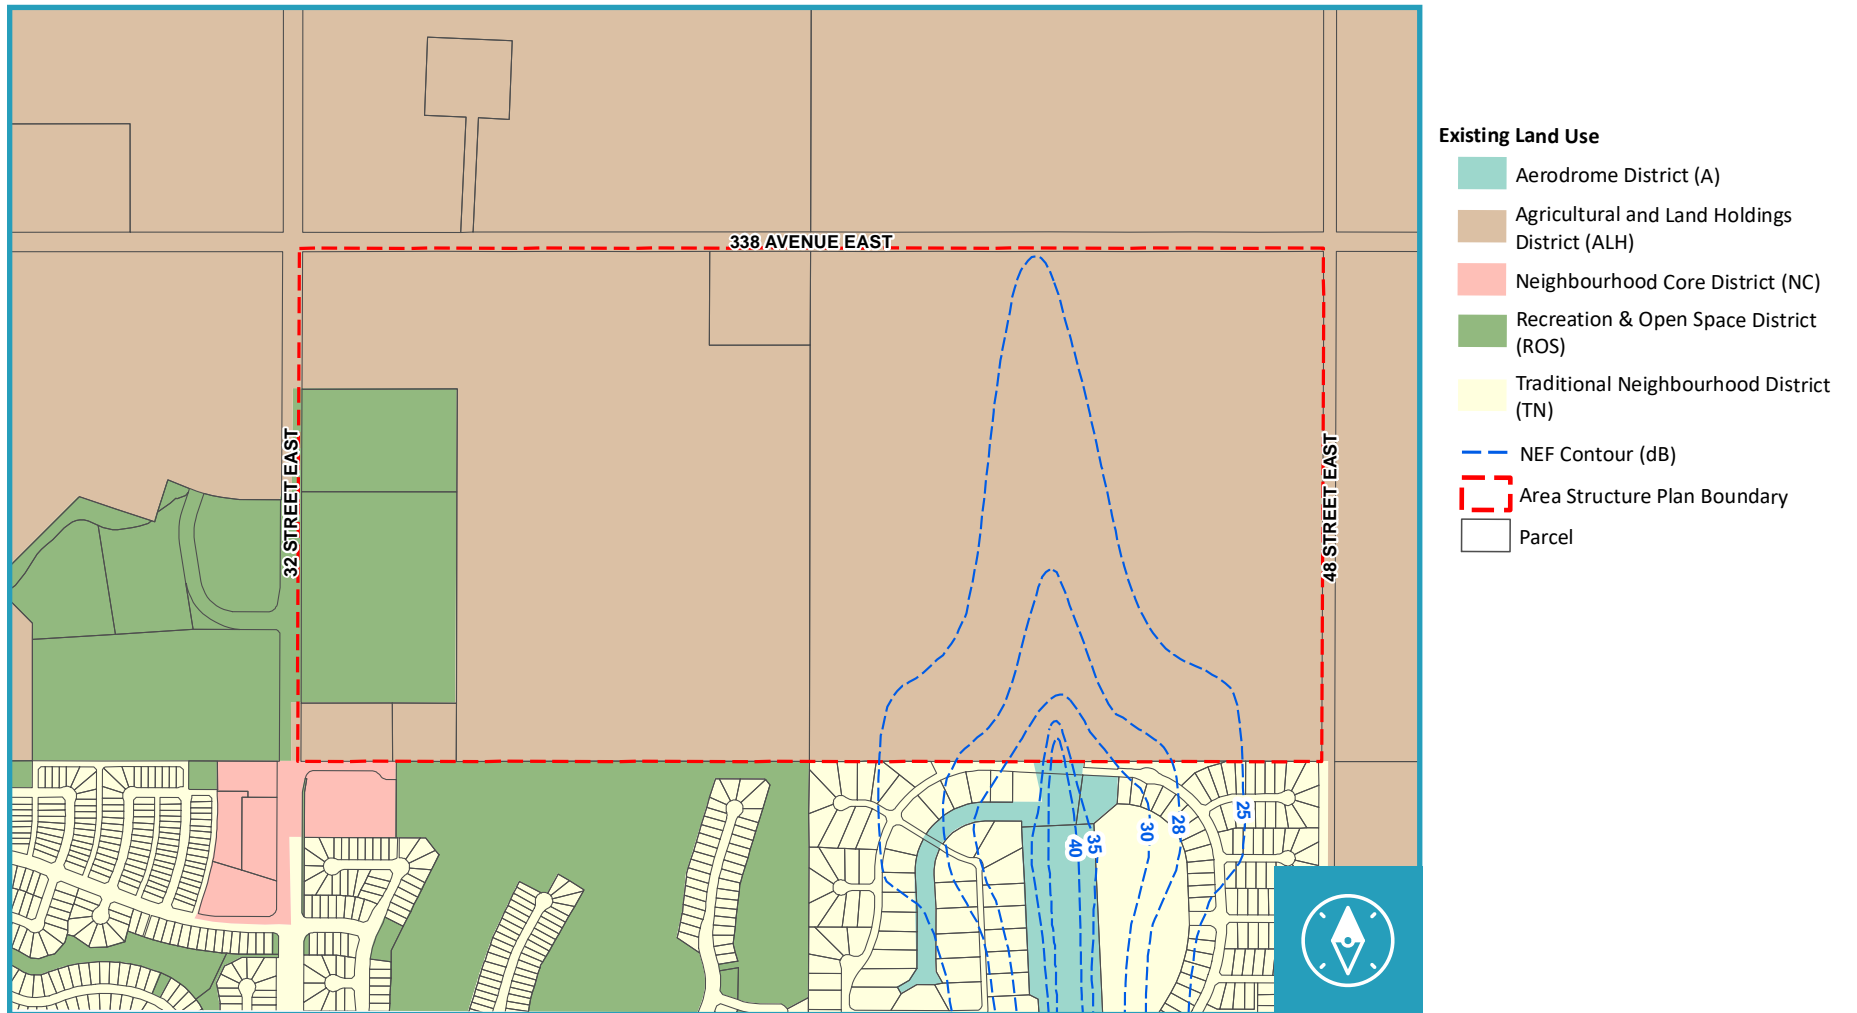 338 AVENUE EAST
32 STREET EAST
48 STREET EAST
25
28
30
35
40
Existing Land Use
Aerodrome District (A)
Agricultural and Land Holdings
District (ALH)
Neighbourhood Core District (NC)
Recreation & Open Space District
(ROS)
Traditional Neighbourhood District
(TN)
NEF Contour (dB)
Area Structure Plan Boundary
Parcel